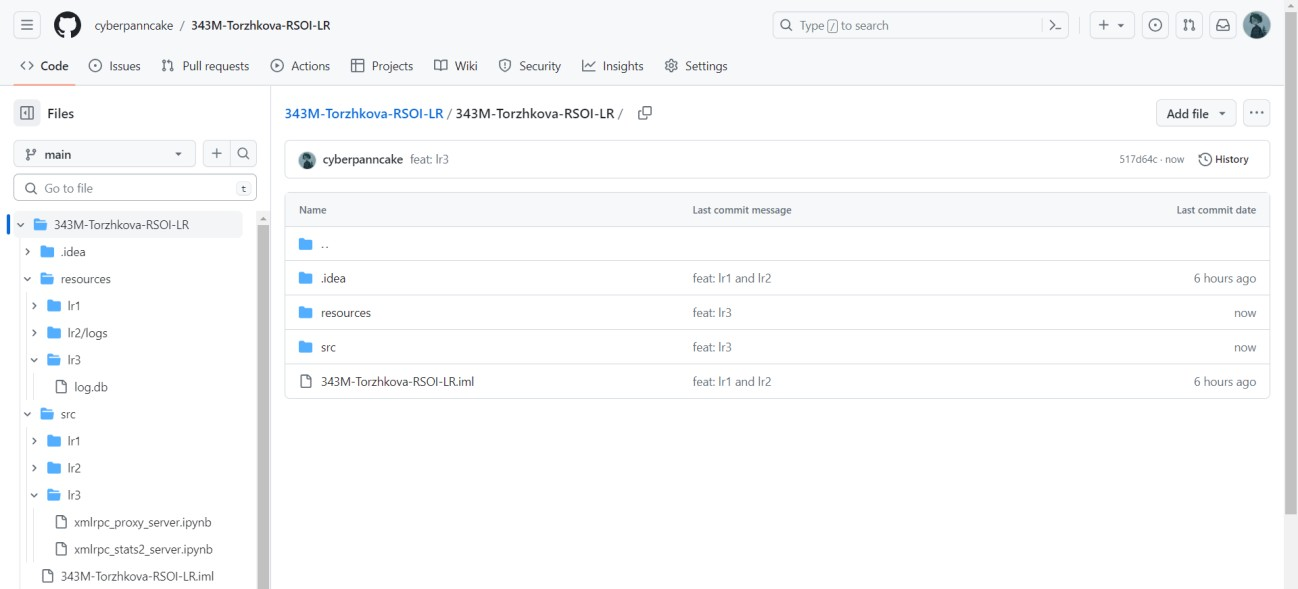 cyberpanncake / 343M-Torzhkova-RSOI-LR
Type / to search
Code Issues Pull requests Actions Projects Wiki Security Insights Settings
Files
main
Go to file t
343M-Torzhkova-RSOI-LR
.idea
resources
lr1
lr2/logs
lr3
log.db
src
lr1
lr2
lr3
xmlrpc_proxy_server.ipynb
xmlrpc_stats2_server.ipynb
343M-Torzhkova-RSOI-LR.iml
343M-Torzhkova-RSOI-LR / 343M-Torzhkova-RSOI-LR /
Add file
cyberpanncake feat: lr3 517d64c · now History
Name Last commit message Last commit date
..
.idea feat: lr1 and lr2 6 hours ago
resources feat: lr3 now
src feat: lr3 now
343M-Torzhkova-RSOI-LR.iml feat: lr1 and lr2 6 hours ago